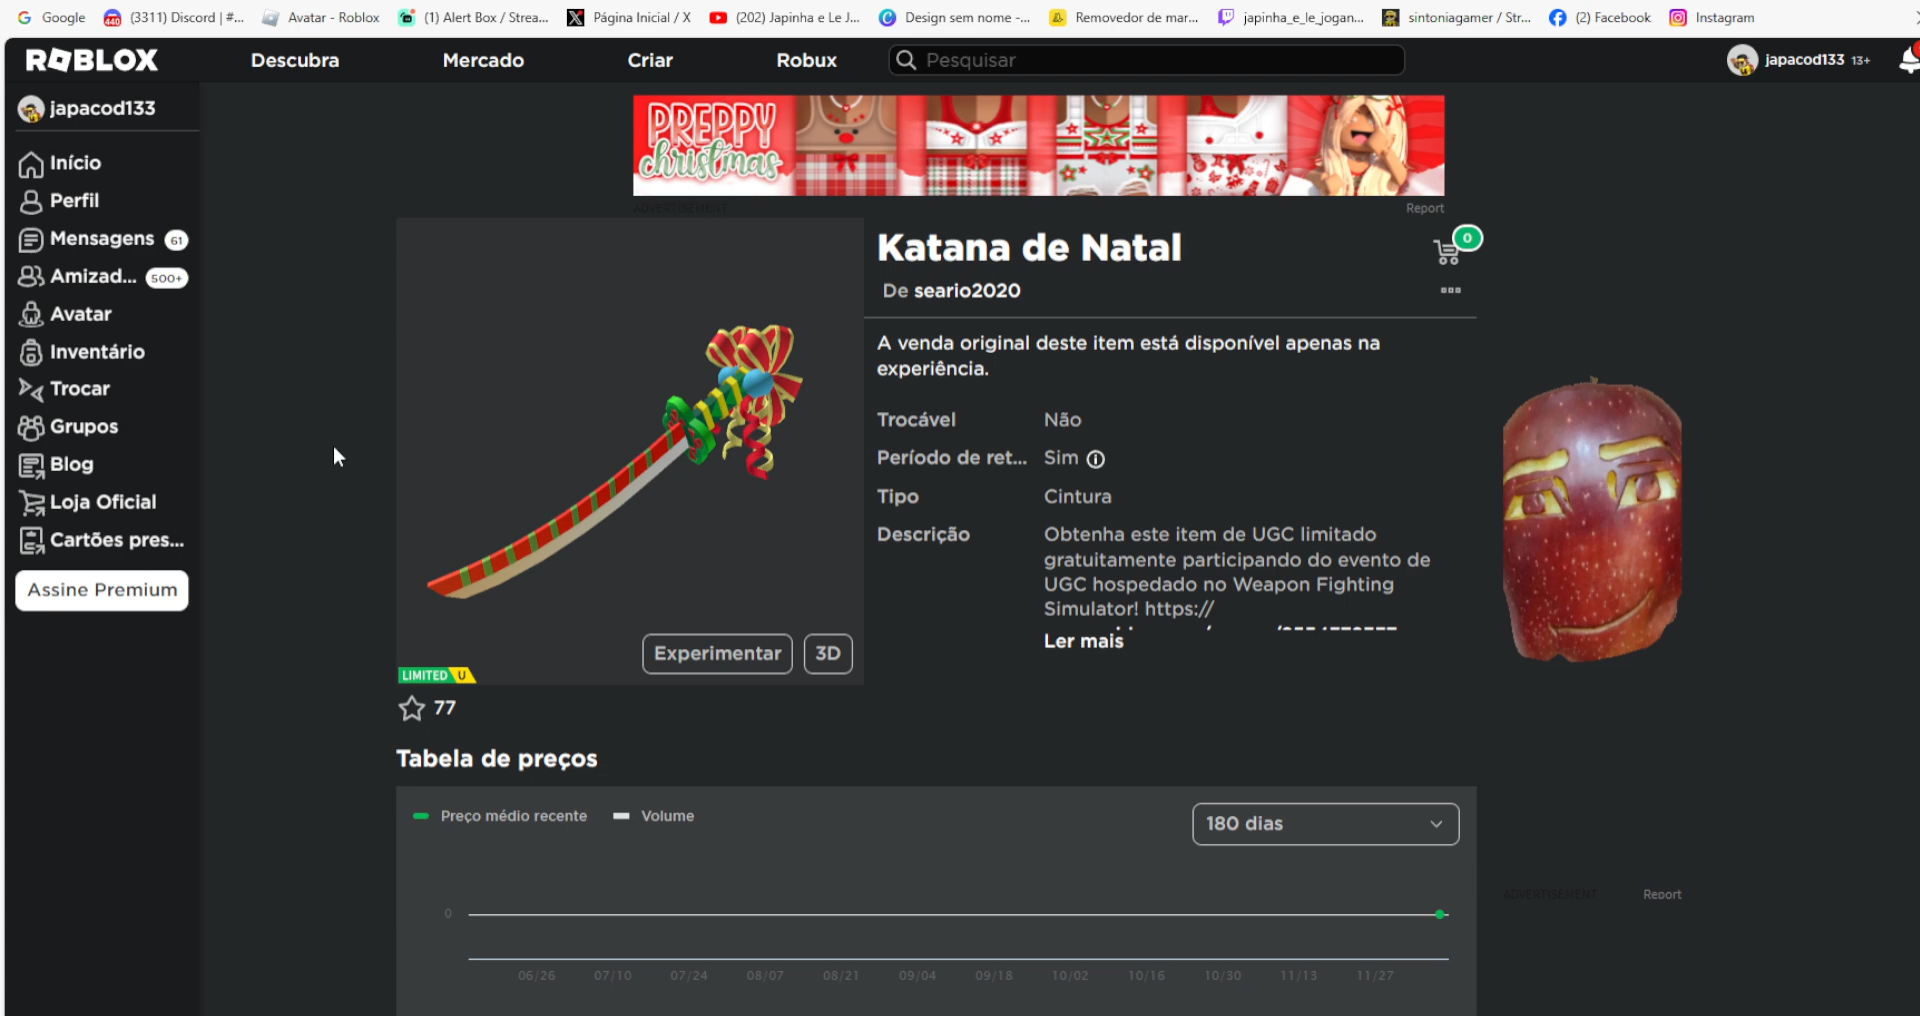 Google
(3311) Discord | #...
Avatar - Roblox
(1) Alert Box / Strea...
Página Inicial / X
(202) Japinha e Le J...
Design sem nome -...
Removedor de mar...
japinha_e_le_jogan...
sintoniagamer / Str...
(2) Facebook
Instagram
ROBLOX
Descubra
Mercado
Criar
Robux
Pesquisar
japacod133 13+
japacod133
Início
Perfil
Mensagens 61
Amizad... 500+
Avatar
Inventário
Trocar
Grupos
Blog
Loja Oficial
Cartões pres...
Assine Premium
PREPPY
christmas
ADVERTISEMENT
Report
Katana de Natal
0
De seario2020
A venda original deste item está disponível apenas na
experiência.
Trocável Não
Período de ret... Sim
Tipo Cintura
Descrição Obtenha este item de UGC limitado
gratuitamente participando do evento de
UGC hospedado no Weapon Fighting
Simulator! https://
Ler mais
Experimentar
3D
LIMITED U
77
Tabela de preços
Preço médio recente
Volume
180 dias
0
06/26 07/10 07/24 08/07 08/21 09/04 09/18 10/02 10/16 10/30 11/13 11/27
ADVERTISEMENT
Report